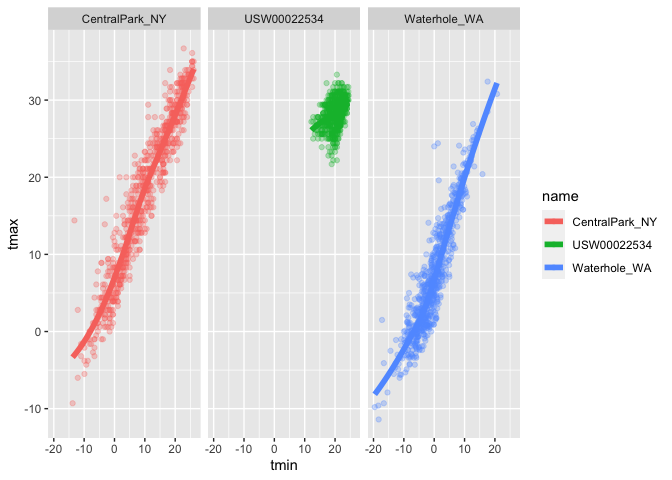 CentralPark_NY USW00022534 Waterhole_WA
tmax
30
20
10
0
-10
-20 -10 0 10 20 -20 -10 0 10 20 -20 -10 0 10 20
tmin
name
CentralPark_NY
USW00022534
Waterhole_WA